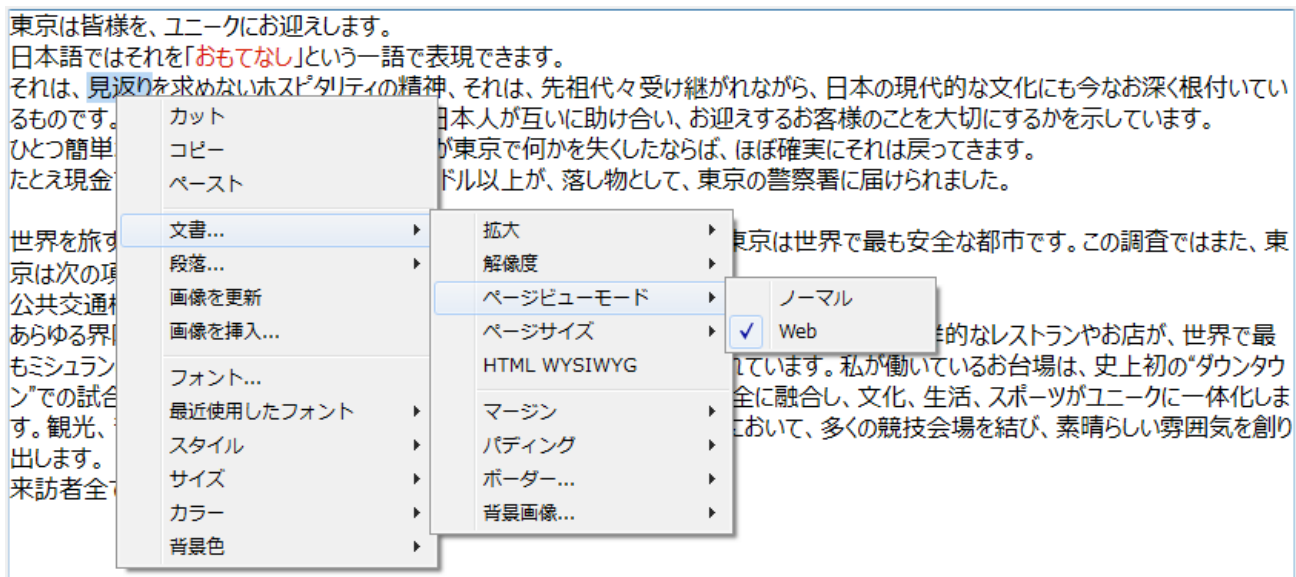 東京は皆様を、ユニークにお迎えします。
日本語ではそれを「おもてなし」という一語で表現できます。
それは、見返りを求めないホスピタリティの精神、それは、先祖代々受け継がれながら、日本の現代的な文化にも今なお深く根付いてい
るものです。 日本人が互いに助け合い、お迎えするお客様のことを大切にするかを示しています。
ひとつ簡単 が東京で何かを失くしたならば、ほぼ確実にそれは戻ってきます。
たとえ現金 ドル以上が、落し物として、東京の警察署に届けられました。
世界を旅す 東京は世界で最も安全な都市です。この調査ではまた、東
京は次の項
公共交通機
あらゆる界 的なレストランやお店が、世界で最
もミシュラン れています。私が働いているお台場は、史上初の“ダウンタウ
ン”での試合 全に融合し、文化、生活、スポーツがユニークに一体化しま
す。観光、 において、多くの競技会場を結び、素晴らしい雰囲気を創り
出します。
来訪者全て
カット
コピー
ペースト
文書...
段落...
画像を更新
画像を挿入...
フォント...
最近使用したフォント
スタイル
サイズ
カラー
背景色
拡大
解像度
ページビューモード
ページサイズ
HTML WYSIWYG
マージン
パディング
ボーダー...
背景画像...
ノーマル
Web